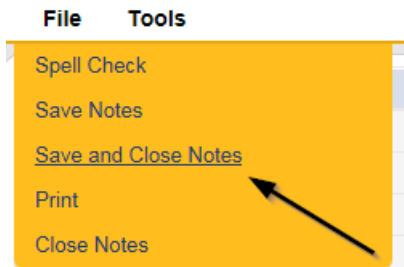 File Tools
Spell Check
Save Notes
Save and Close Notes
Print
Close Notes